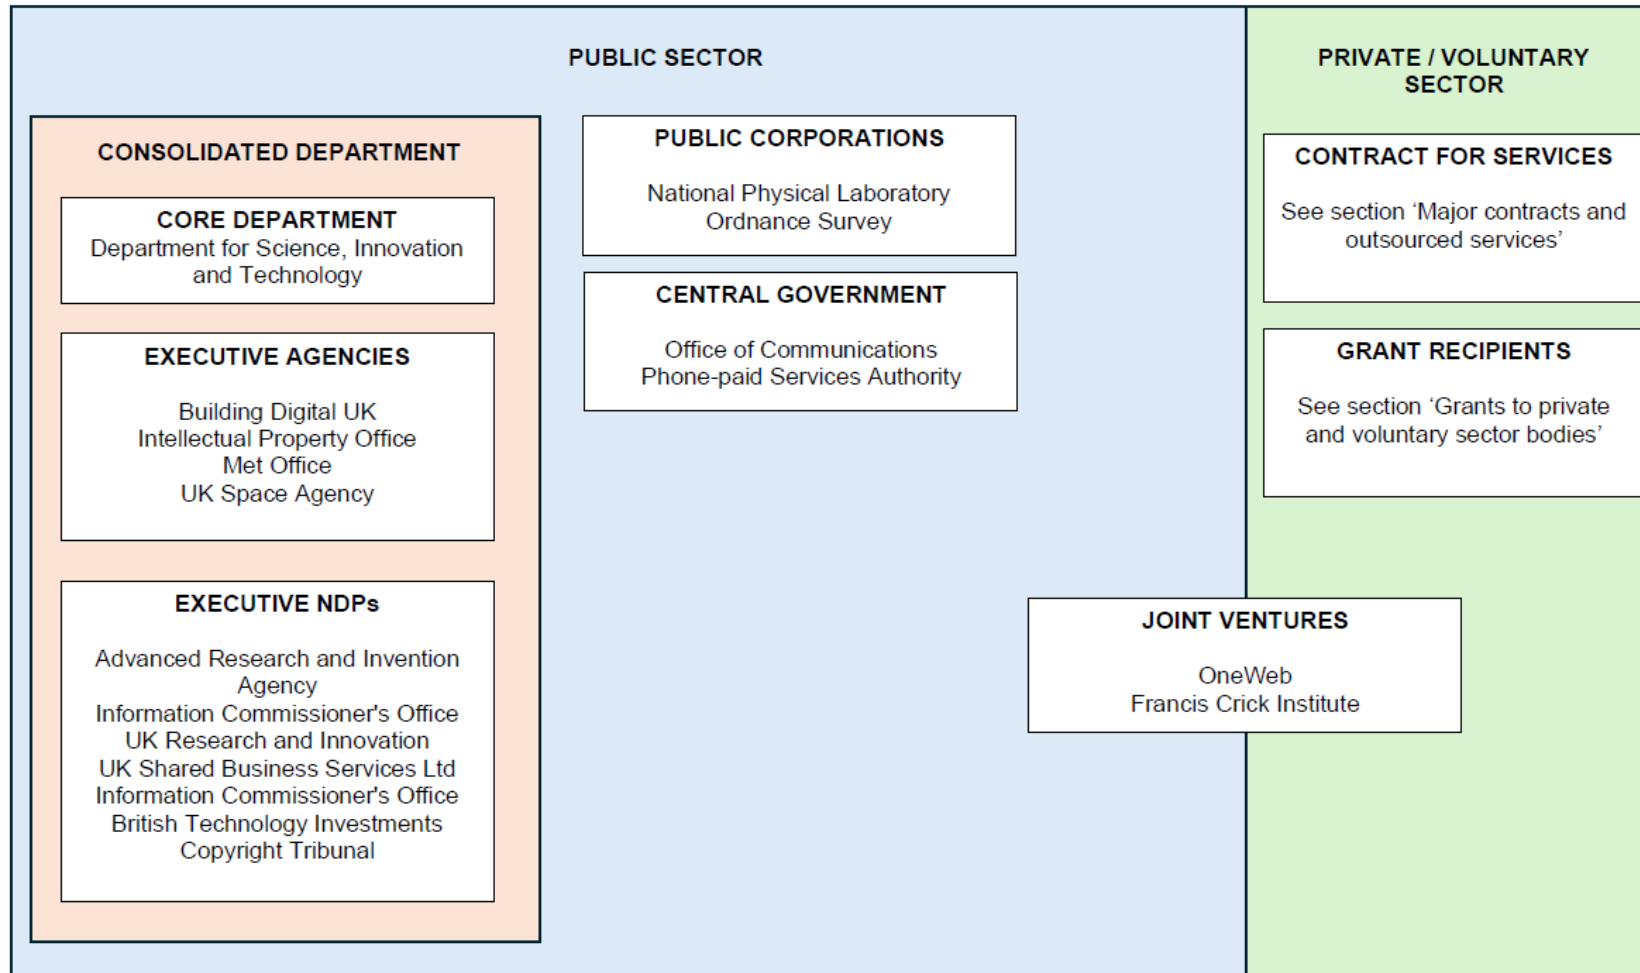 PUBLIC SECTOR
CONSOLIDATED DEPARTMENT
CORE DEPARTMENT
Department for Science, Innovation
and Technology
EXECUTIVE AGENCIES
Building Digital UK
Intellectual Property Office
Met Office
UK Space Agency
EXECUTIVE NDPs
Advanced Research and Invention
Agency
Information Commissioner's Office
UK Research and Innovation
UK Shared Business Services Ltd
Information Commissioner's Office
British Technology Investments
Copyright Tribunal
PUBLIC CORPORATIONS
National Physical Laboratory
Ordnance Survey
CENTRAL GOVERNMENT
Office of Communications
Phone-paid Services Authority
JOINT VENTURES
OneWeb
Francis Crick Institute
PRIVATE / VOLUNTARY
SECTOR
CONTRACT FOR SERVICES
See section ‘Major contracts and
outsourced services’
GRANT RECIPIENTS
See section ‘Grants to private
and voluntary sector bodies’